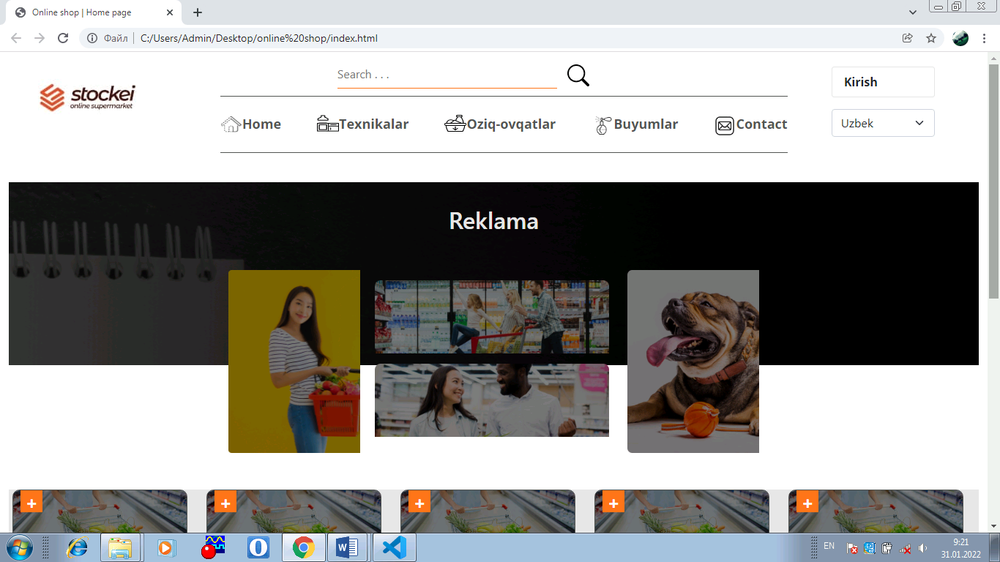 Online shop | Home page
Файл
C:/Users/Admin/Desktop/online%20shop/index.html
stockei
online supermarket
Search . . .
Kirish
Home
Texnikalar
Oziq-ovqatlar
Buyumlar
Contact
Uzbek
Reklama
+
+
+
+
+
EN
9:21
31.01.2022